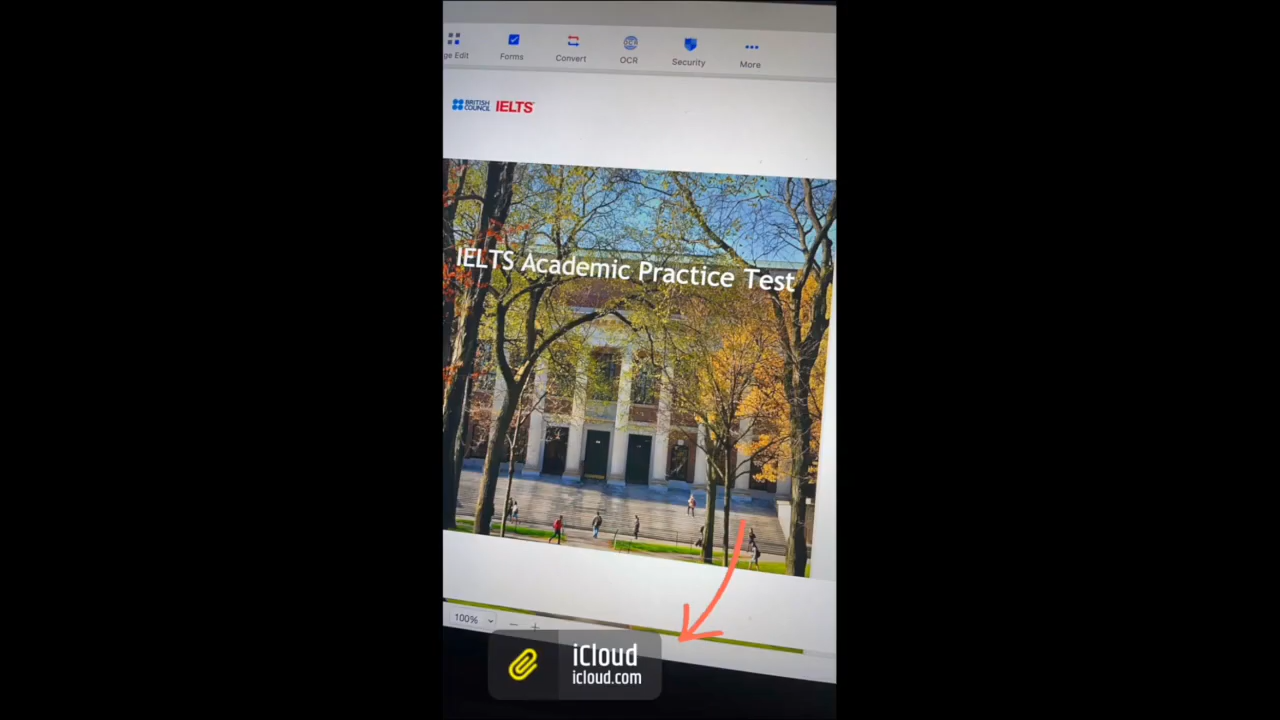 ge Edit
Forms
Convert
OCR
Security
More
BRITISH
COUNCIL
IELTS
IELTS Academic Practice Test
100%
iCloud
icloud.com